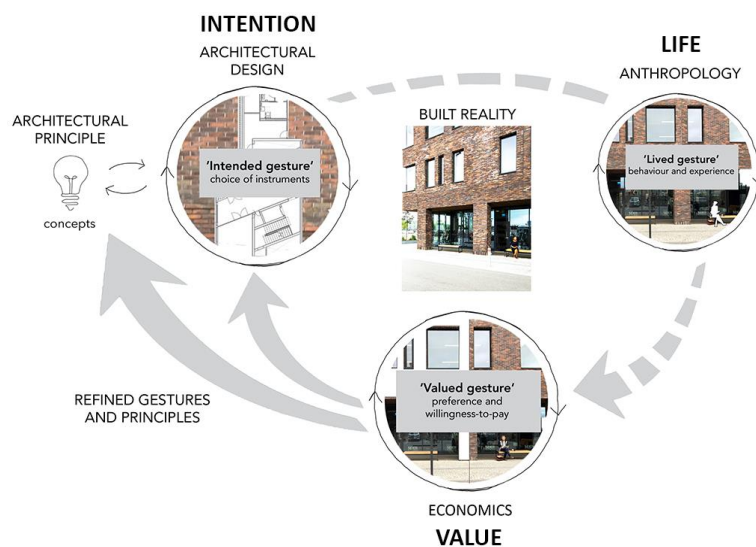 INTENTION
ARCHITECTURAL
DESIGN
LIFE
ANTHROPOLOGY
ARCHITECTURAL
PRINCIPLE
BUILT REALITY
'Intended gesture'
choice of instruments
'Lived gesture'
behaviour and experience
concepts
'Valued gesture'
preference and
willingness-to-pay
REFINED GESTURES
AND PRINCIPLES
ECONOMICS
VALUE